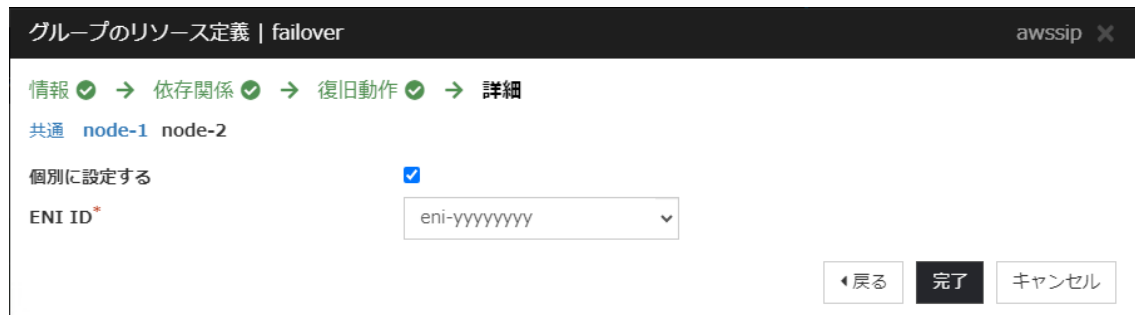 グループのリソース定義 | failover awssip
情報 → 依存関係 → 復旧動作 → 詳細
共通 node-1 node-2
個別に設定する
ENI ID*
eni-yyyyyyyy
戻る 完了 キャンセル